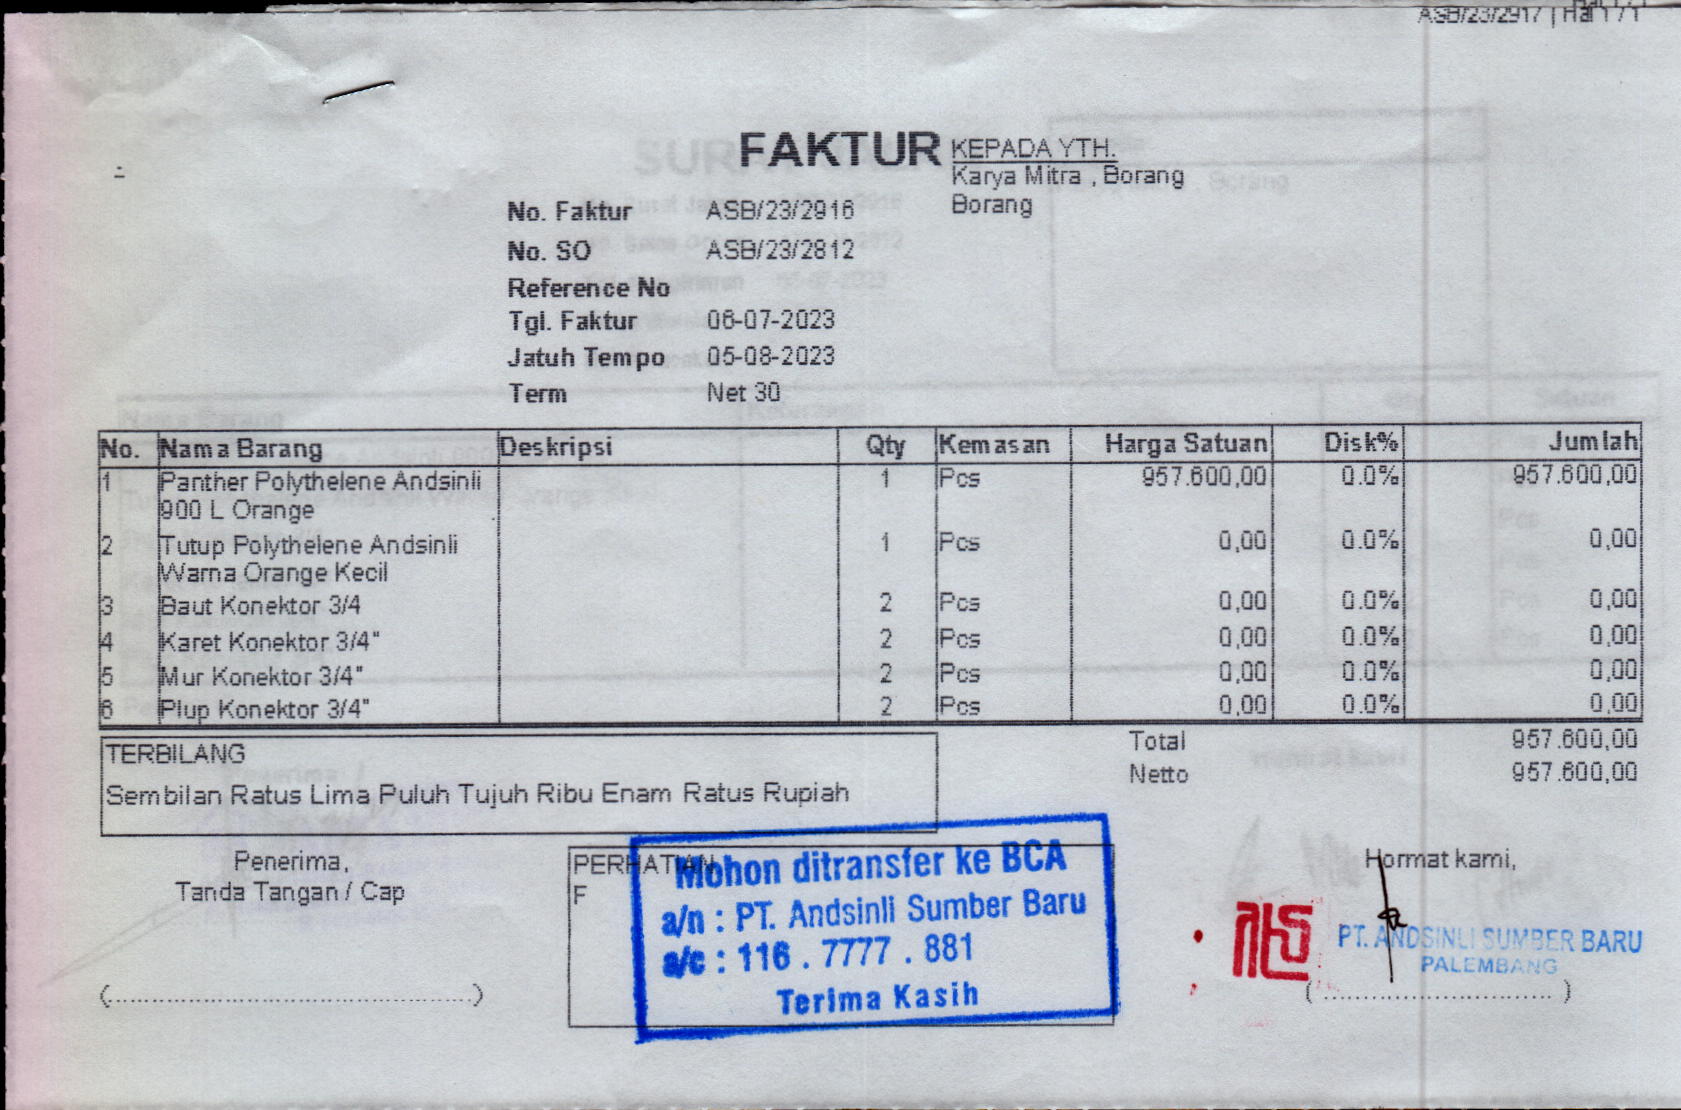 ASB/23/2917 | Hal 1 / 1
FAKTUR
KEPADA YTH.
Karya Mitra , Borang
Borang
No. Faktur ASB/23/2916
No. SO ASB/23/2812
Reference No
Tgl. Faktur 06-07-2023
Jatuh Tempo 05-08-2023
Term Net 30
No. Nama Barang Deskripsi Qty Kemasan Harga Satuan Disk% Jumlah
1 Panther Polythelene Andsinli 1 Pcs 957.600,00 0.0% 957.600,00
900 L Orange
2 Tutup Polythelene Andsinli 1 Pcs 0,00 0.0% 0,00
Warna Orange Kecil
3 Baut Konektor 3/4 2 Pcs 0,00 0.0% 0,00
4 Karet Konektor 3/4" 2 Pcs 0,00 0.0% 0,00
5 Mur Konektor 3/4" 2 Pcs 0,00 0.0% 0,00
6 Plup Konektor 3/4" 2 Pcs 0,00 0.0% 0,00
Total 957.600,00
Netto 957.600,00
TERBILANG
Sembilan Ratus Lima Puluh Tujuh Ribu Enam Ratus Rupiah
Penerima,
Tanda Tangan / Cap
(................................................)
PERHATIAN
F
Mohon ditransfer ke BCA
a/n : PT. Andsinli Sumber Baru
a/c : 116 . 7777 . 881
Terima Kasih
Hormat kami,
PT. ANDSINLI SUMBER BARU
PALEMBANG
( .............................. )